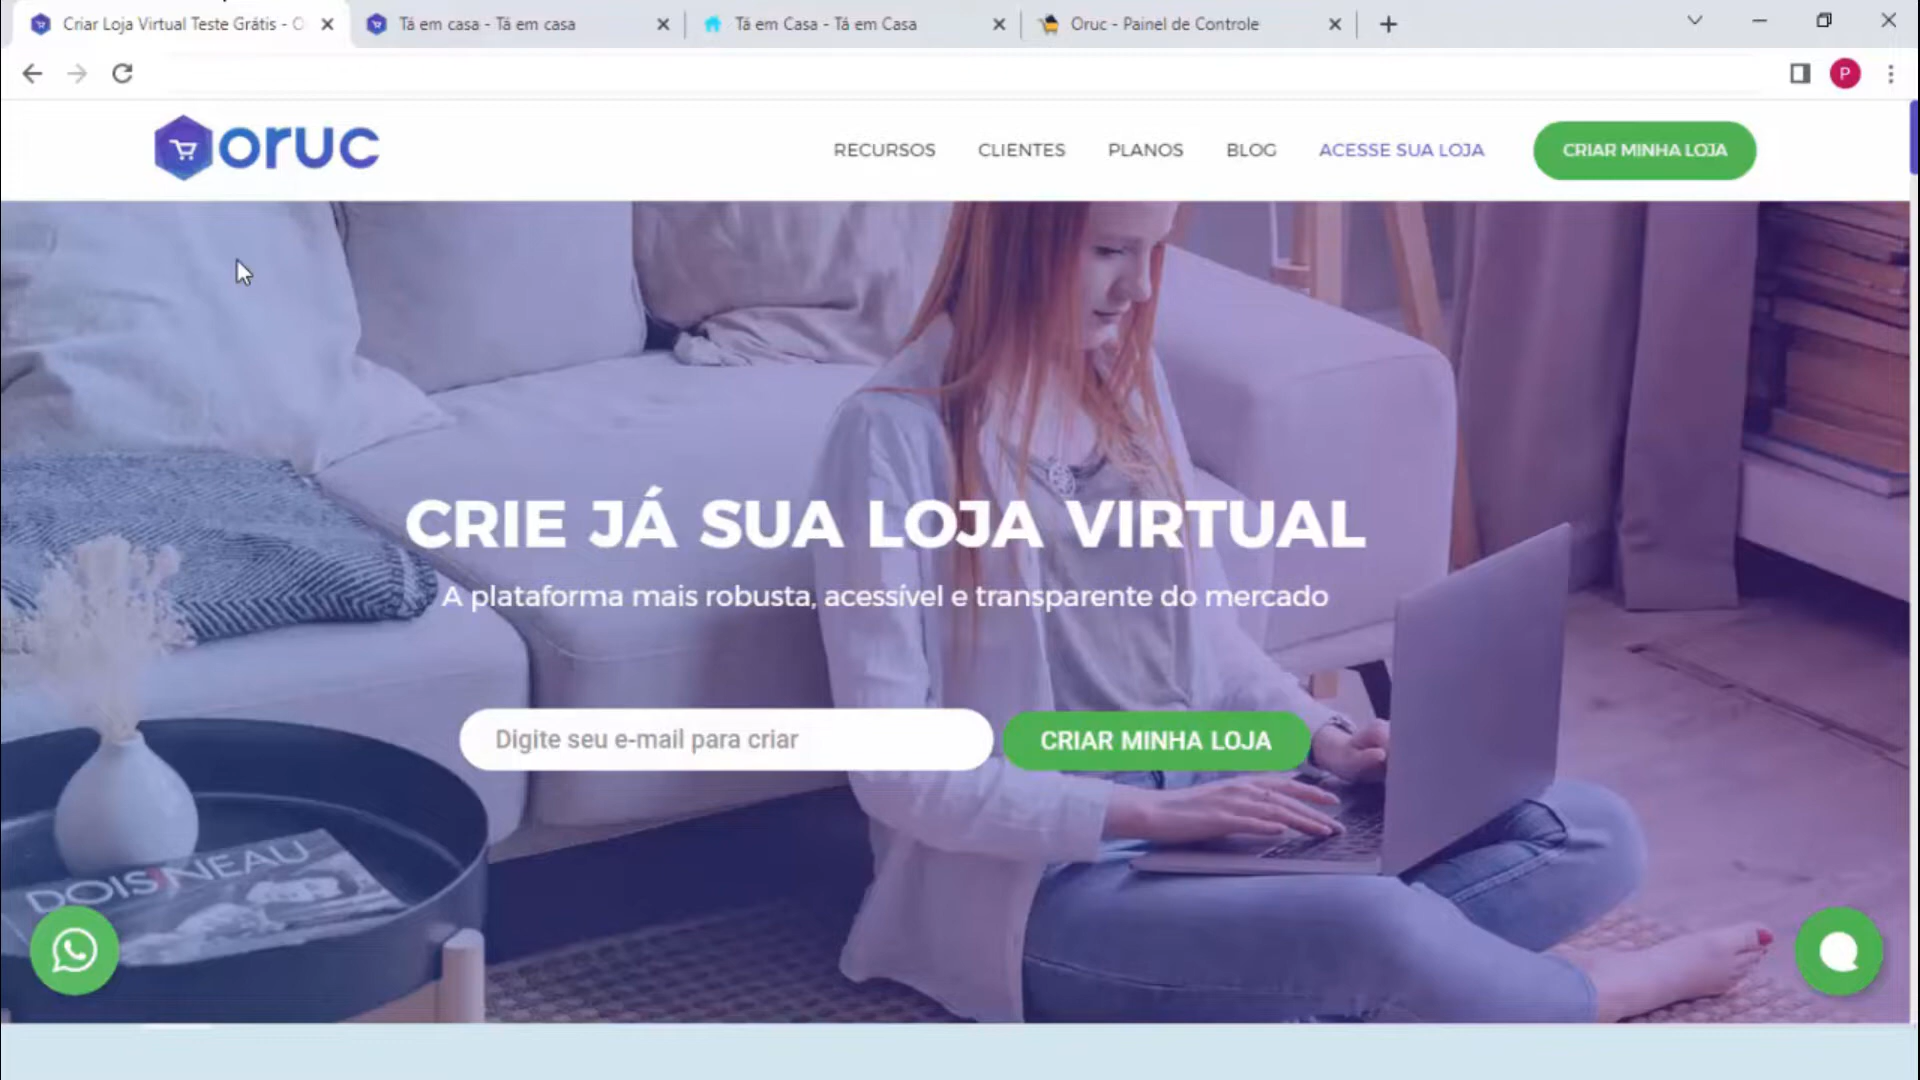 Criar Loja Virtual Teste Grátis - O
Tá em casa - Tá em casa
Tá em Casa - Tá em Casa
Oruc - Painel de Controle
P
oruc
RECURSOS
CLIENTES
PLANOS
BLOG
ACESSE SUA LOJA
CRIAR MINHA LOJA
CRIE JÁ SUA LOJA VIRTUAL
A plataforma mais robusta, acessível e transparente do mercado
Digite seu e-mail para criar
CRIAR MINHA LOJA
DOISNEAU